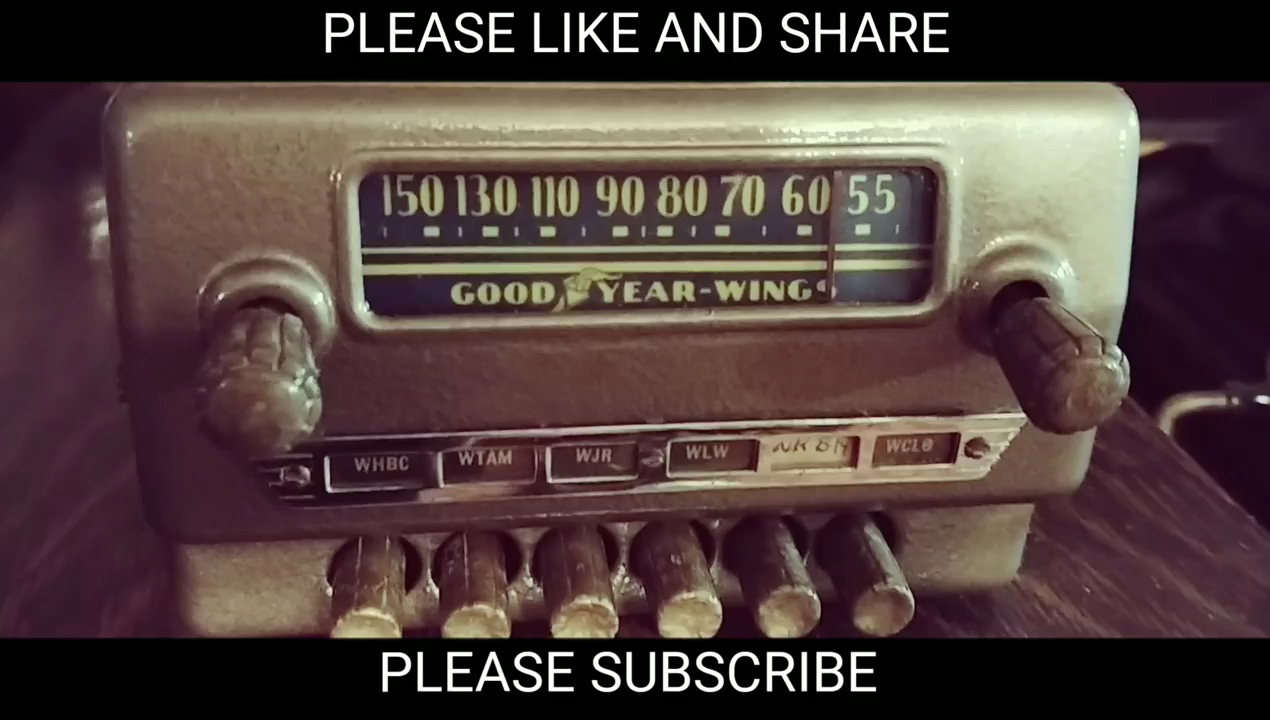 PLEASE LIKE AND SHARE
150 130 110 90 80 70 60 55
GOOD YEAR-WINGS
WHBC WTAM WJR WLW WCLE
PLEASE SUBSCRIBE